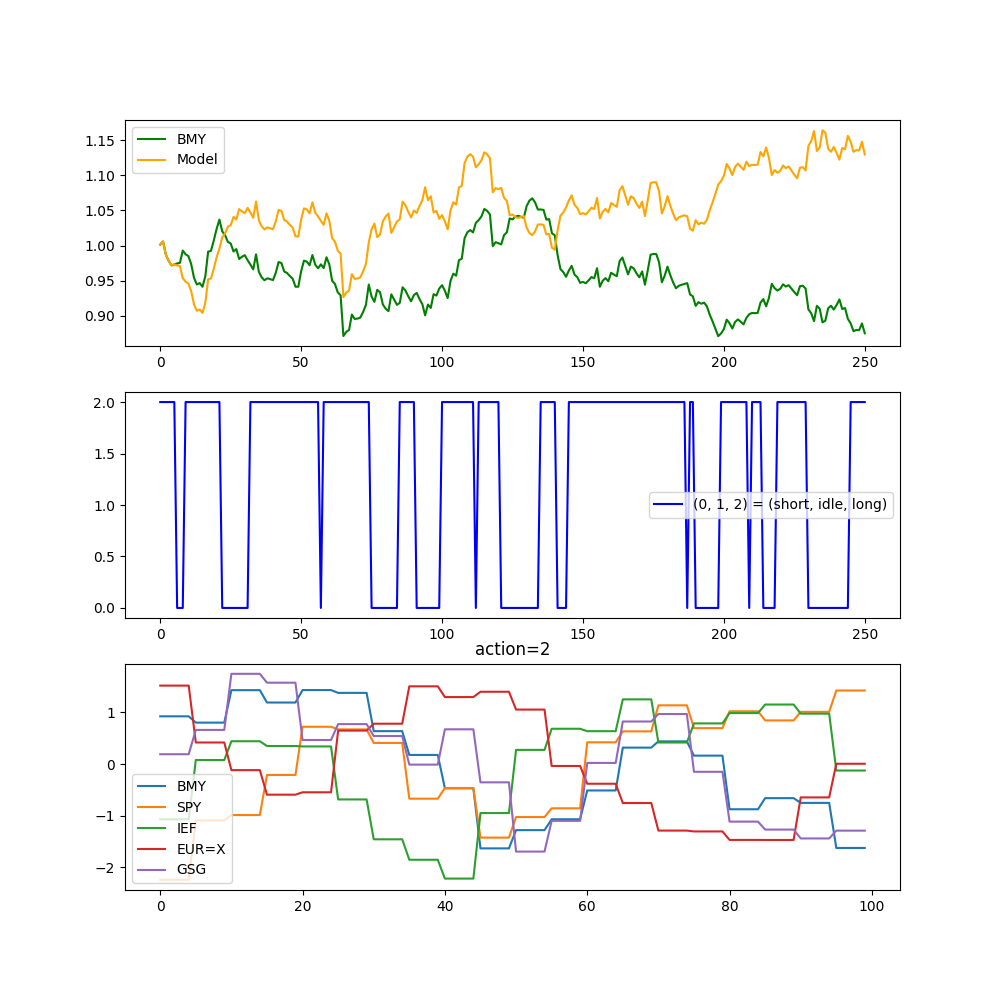 BMY
Model
1.15
1.10
1.05
1.00
0.95
0.90
0 50 100 150 200 250
2.0
1.5
1.0
0.5
0.0
(0, 1, 2) = (short, idle, long)
0 50 100 150 200 250
action=2
1
0
−1
−2
BMY
SPY
IEF
EUR=X
GSG
0 20 40 60 80 100